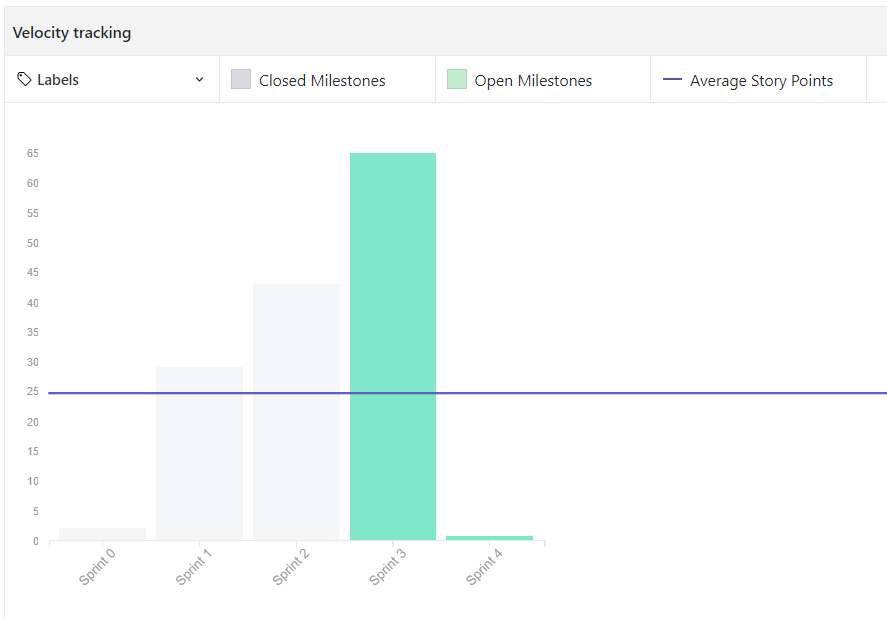 Velocity tracking
Labels
Closed Milestones
Open Milestones
Average Story Points
65
60
55
50
45
40
35
30
25
20
15
10
5
0
Sprint 0
Sprint 1
Sprint 2
Sprint 3
Sprint 4